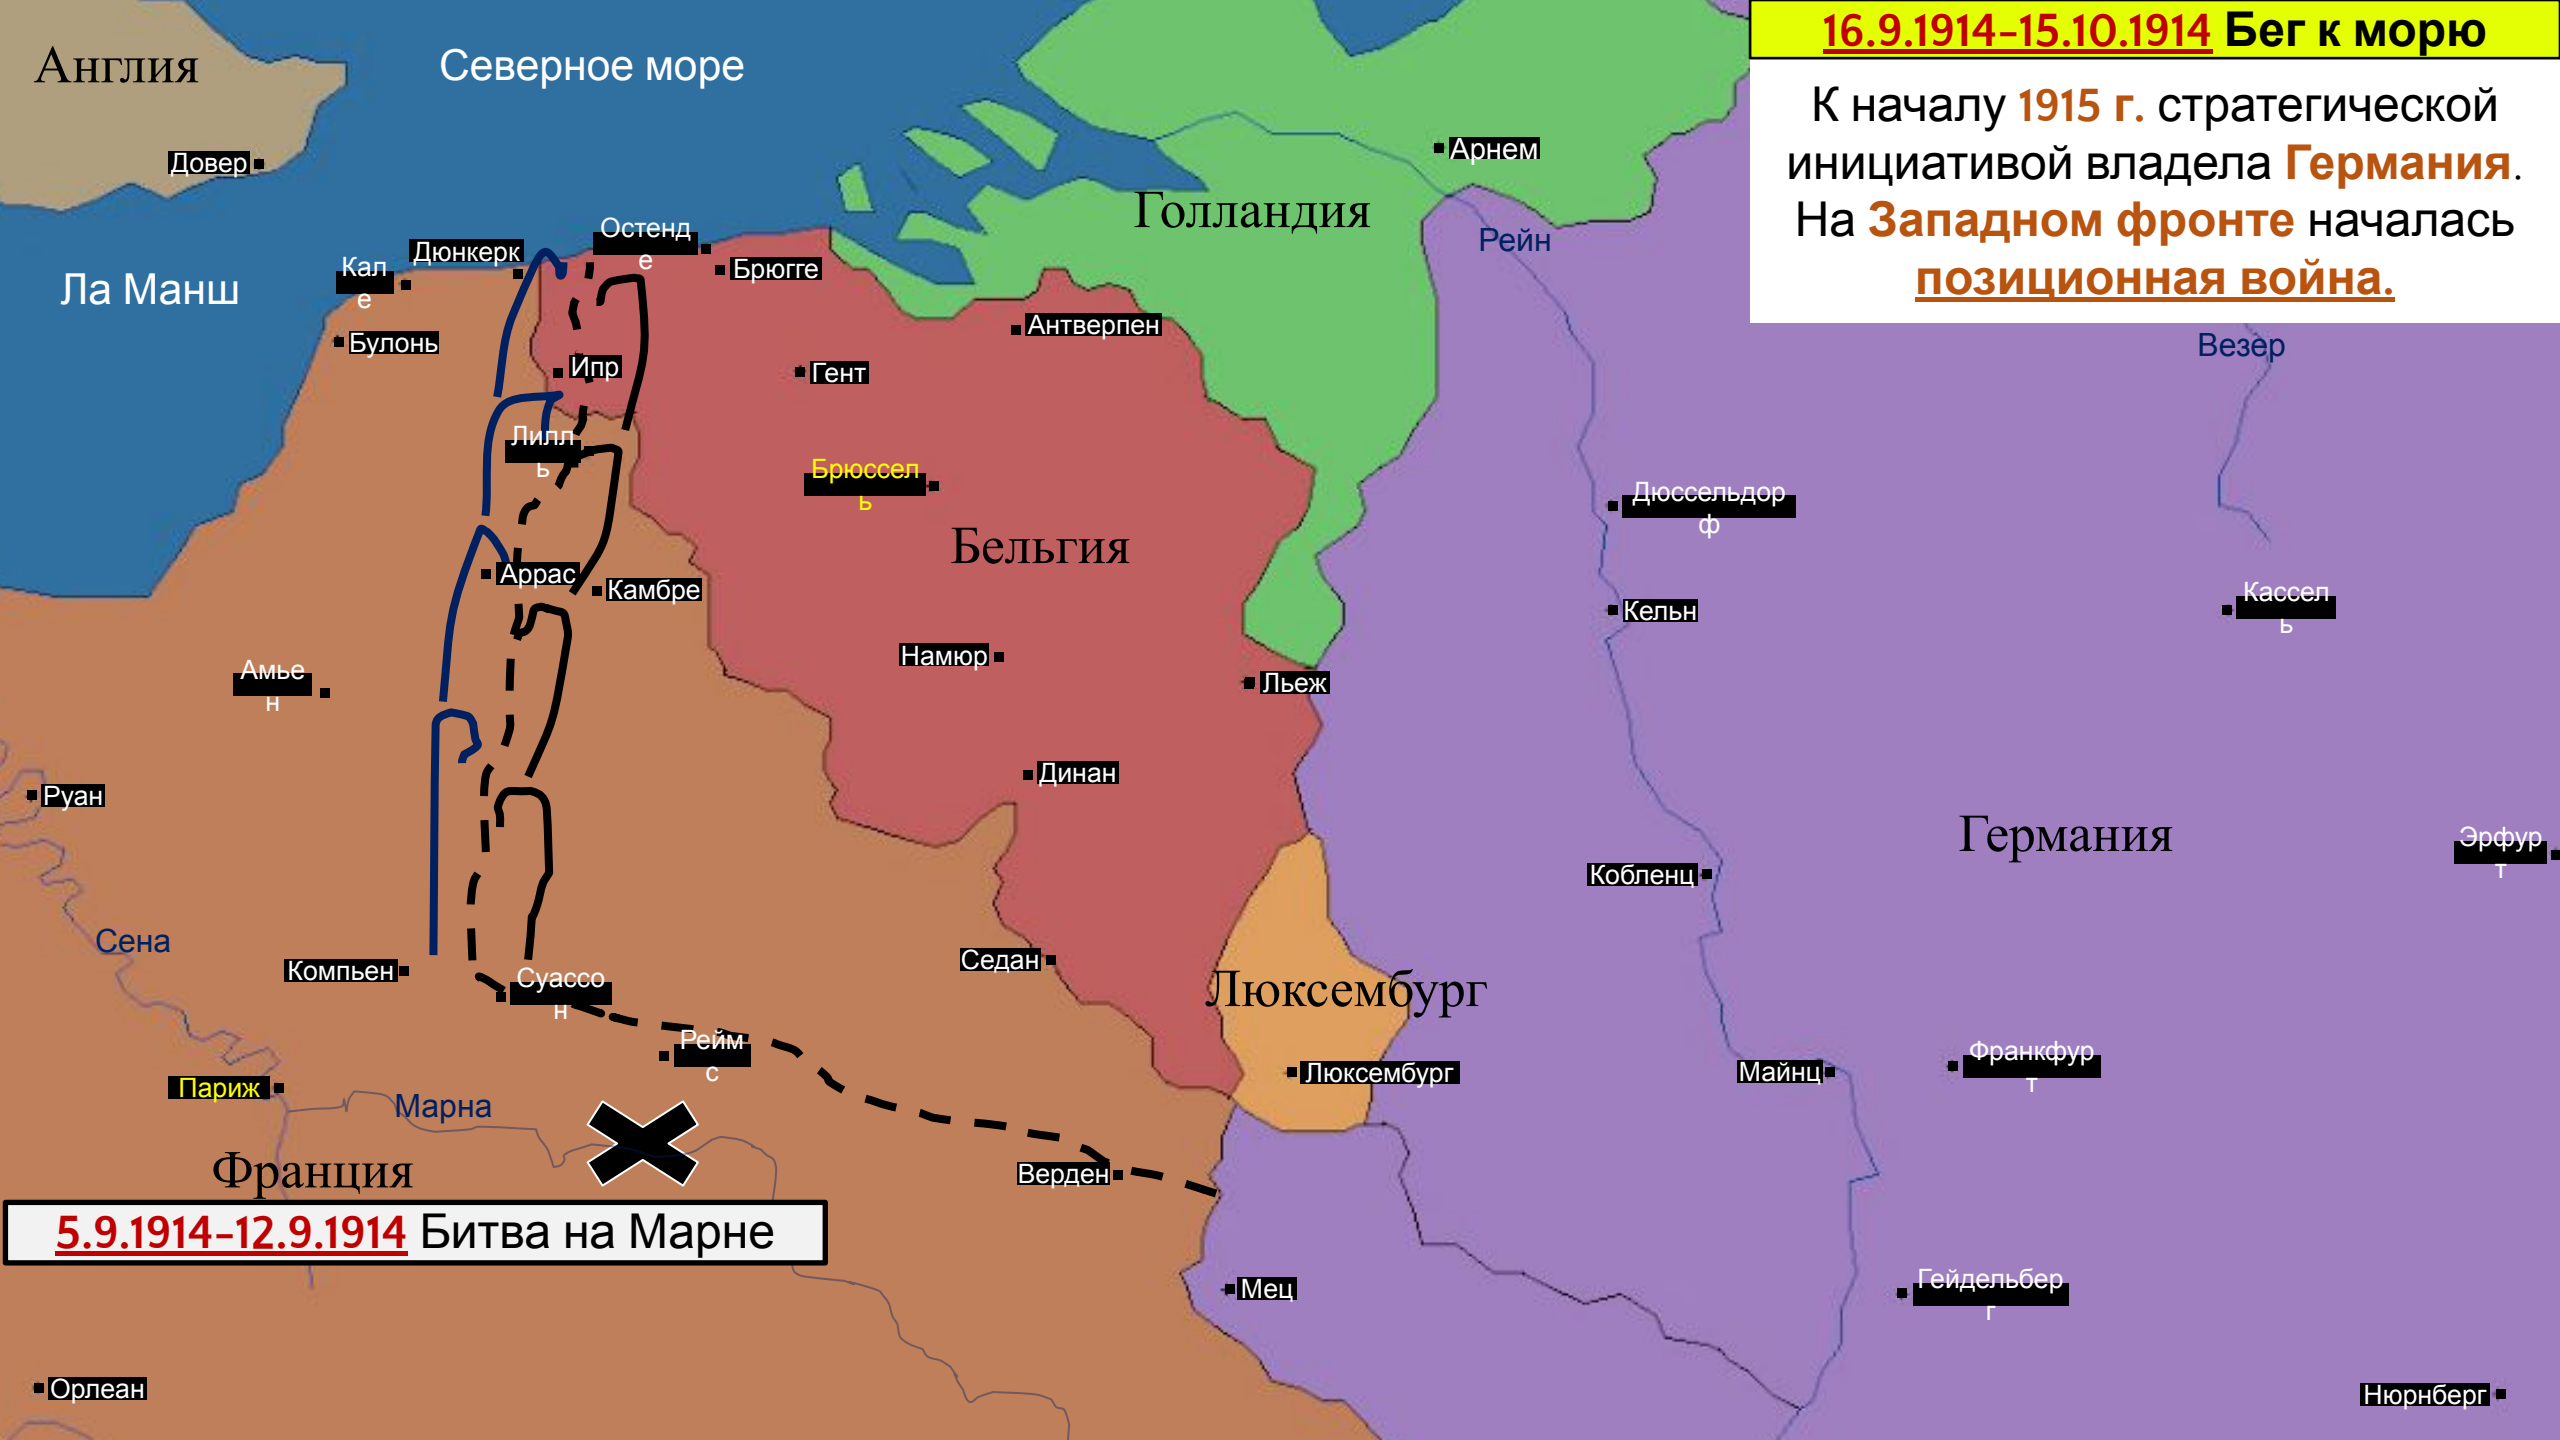 16.9.1914-15.10.1914 Бег к морю
К началу 1915 г. стратегической
инициативой владела Германия.
На Западном фронте началась
позиционная война.
Англия
Северное море
Довер
Арнем
Голландия
Остенд
е
Рейн
Дюнкерк
Кал
е
Брюгге
Ла Манш
Антверпен
Булонь
Везер
Ипр
Гент
Лилл
ь
Брюссел
ь
Дюссельдор
ф
Бельгия
Аррас
Камбре
Кельн
Кассел
ь
Намюр
Амье
н
Льеж
Динан
Руан
Германия
Эрфур
т
Кобленц
Сена
Компьен
Седан
Суассо
н
Люксембург
Рейм
с
Люксембург
Майнц
Франкфур
т
Париж
Марна
Франция
Верден
5.9.1914-12.9.1914 Битва на Марне
Мец
Гейдельбер
г
Орлеан
Нюрнберг